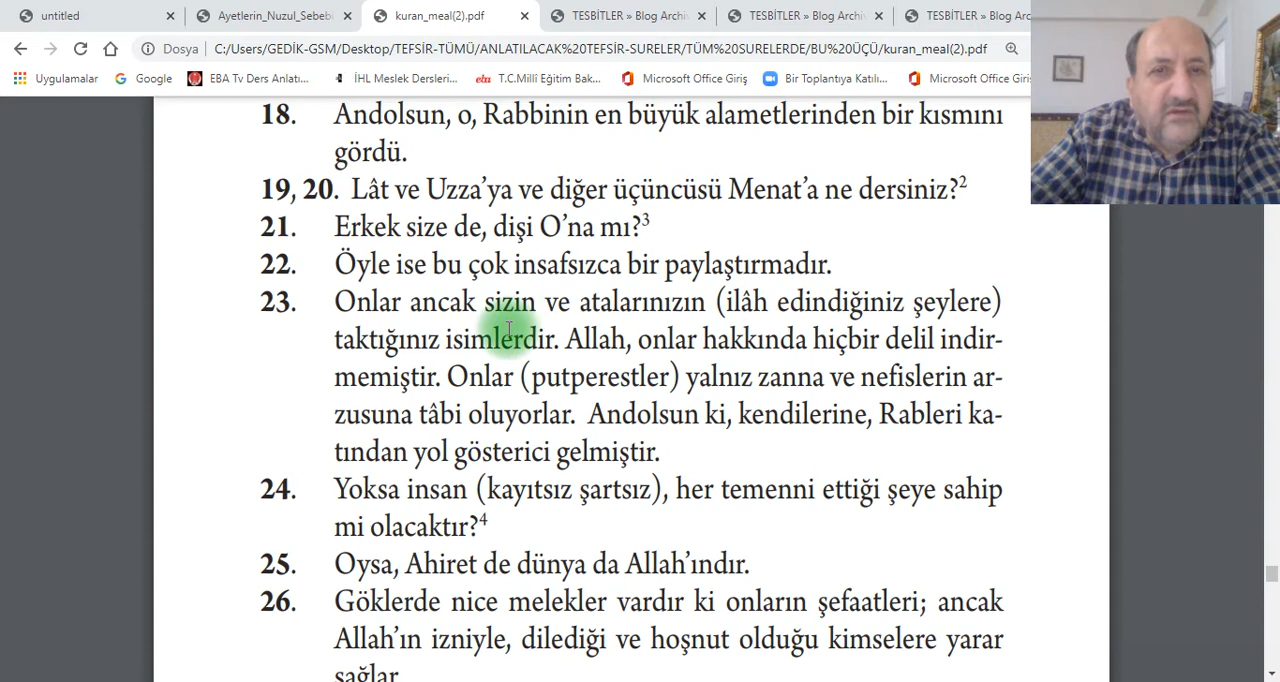 untitled
Ayetlerin_Nuzul_Sebebi
kuran_meal(2).pdf
TESBİTLER » Blog Archiv
TESBİTLER » Blog Archiv
TESBİTLER » Blog Ar
Dosya
C:/Users/GEDİK-GSM/Desktop/TEFSİR-TÜMÜ/ANLATILACAK%20TEFSİR-SURELER/TÜM%20SURELERDE/BU%20ÜÇÜ/kuran_meal(2).pdf
Uygulamalar
Google
EBA Tv Ders Anlatı...
İHL Meslek Dersleri...
T.C.Millî Eğitim Bak...
Microsoft Office Giriş
Bir Toplantıya Katılı...
Microsoft Office Giriş
18. Andolsun, o, Rabbinin en büyük alametlerinden bir kısmını
gördü.
19, 20. Lât ve Uzza’ya ve diğer üçüncüsü Menat’a ne dersiniz?2
21. Erkek size de, dişi O’na mı?3
22. Öyle ise bu çok insafsızca bir paylaştırmadır.
23. Onlar ancak sizin ve atalarınızın (ilâh edindiğiniz şeylere)
taktığınız isimlerdir. Allah, onlar hakkında hiçbir delil indir-
memiştir. Onlar (putperestler) yalnız zanna ve nefislerin ar-
zusuna tâbi oluyorlar. Andolsun ki, kendilerine, Rableri ka-
tından yol gösterici gelmiştir.
24. Yoksa insan (kayıtsız şartsız), her temenni ettiği şeye sahip
mi olacaktır?4
25. Oysa, Ahiret de dünya da Allah’ındır.
26. Göklerde nice melekler vardır ki onların şefaatleri; ancak
Allah’ın izniyle, dilediği ve hoşnut olduğu kimselere yarar
sağlar